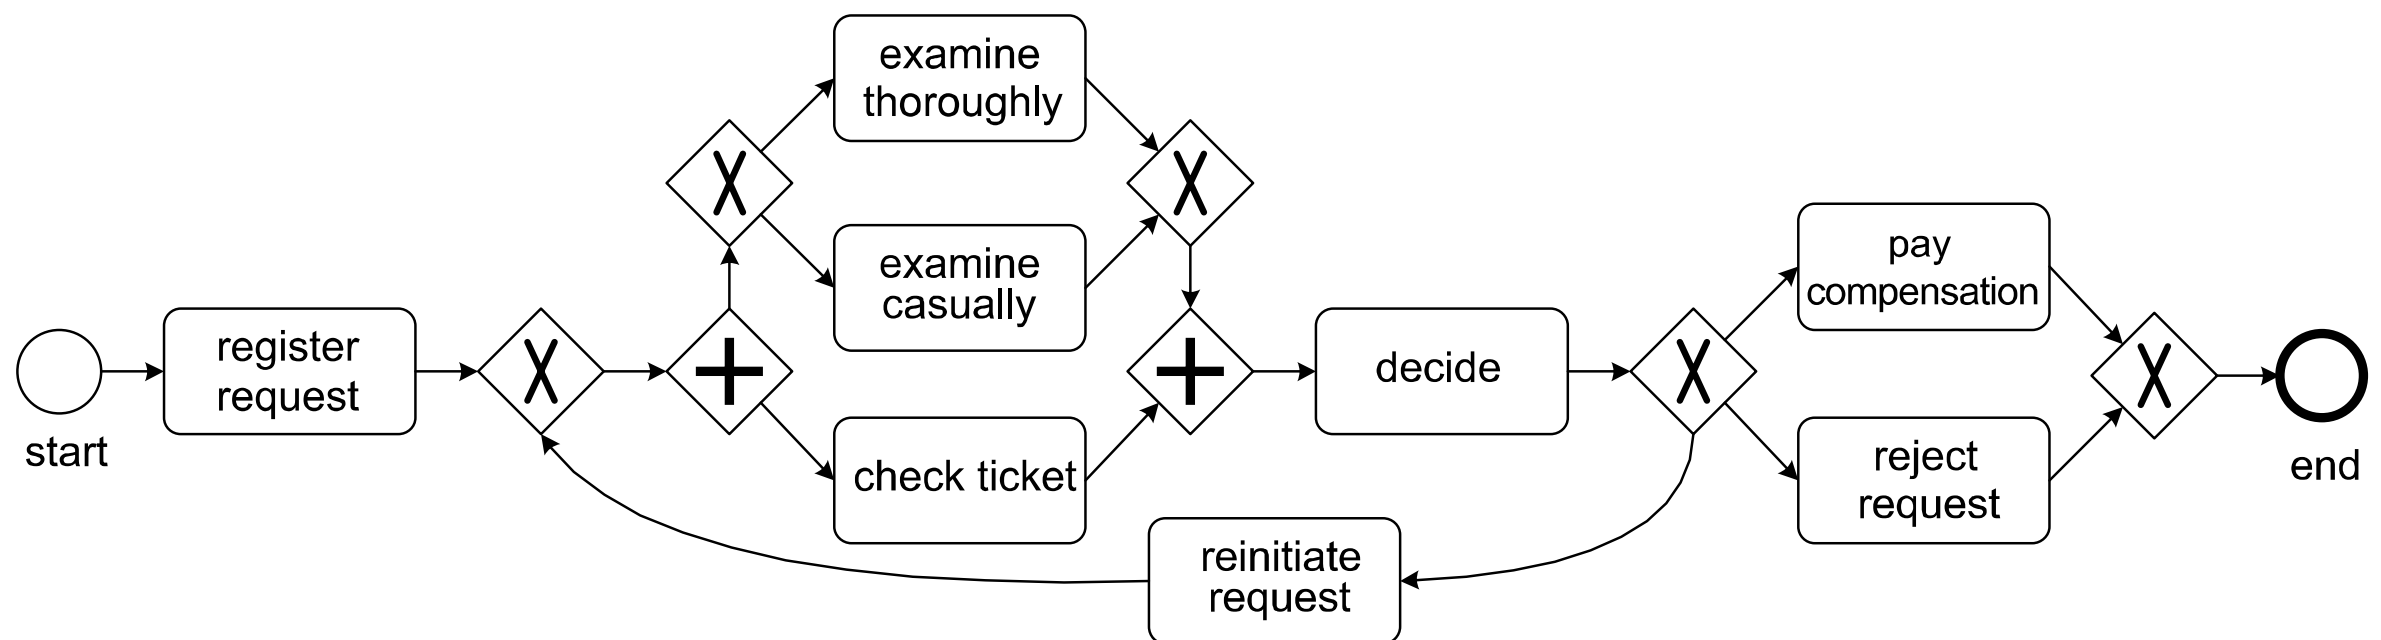 start
register
request
examine
thoroughly
examine
casually
check ticket
decide
reinitiate
request
pay
compensation
reject
request
end